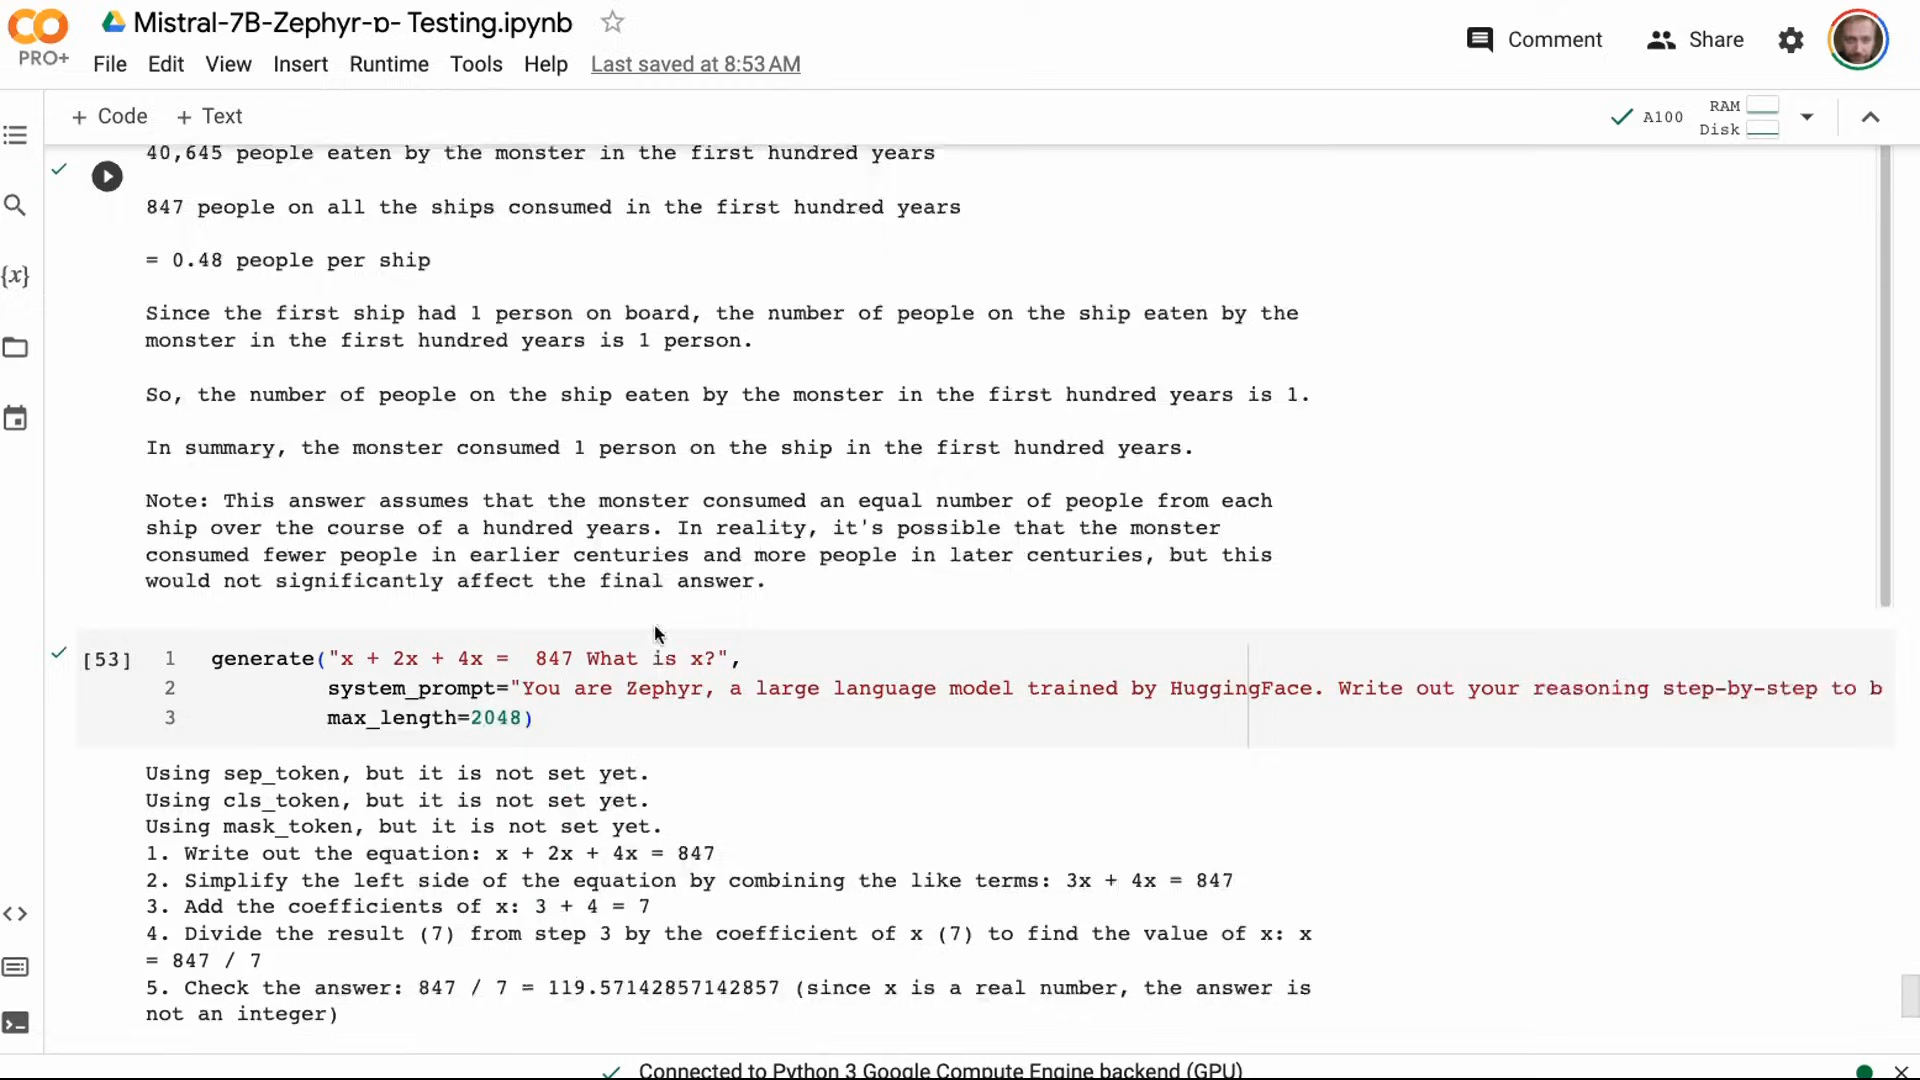 Mistral-7B-Zephyr-ɒ- Testing.ipynb
PRO+
File Edit View Insert Runtime Tools Help Last saved at 8:53 AM
Comment Share
+ Code + Text
A100 RAM Disk
40,645 people eaten by the monster in the first hundred years
847 people on all the ships consumed in the first hundred years
= 0.48 people per ship
Since the first ship had 1 person on board, the number of people on the ship eaten by the
monster in the first hundred years is 1 person.
So, the number of people on the ship eaten by the monster in the first hundred years is 1.
In summary, the monster consumed 1 person on the ship in the first hundred years.
Note: This answer assumes that the monster consumed an equal number of people from each
ship over the course of a hundred years. In reality, it's possible that the monster
consumed fewer people in earlier centuries and more people in later centuries, but this
would not significantly affect the final answer.
[53] 1 generate("x + 2x + 4x =  847 What is x?",
2 system_prompt="You are Zephyr, a large language model trained by HuggingFace. Write out your reasoning step-by-step to b
3 max_length=2048)
Using sep_token, but it is not set yet.
Using cls_token, but it is not set yet.
Using mask_token, but it is not set yet.
1. Write out the equation: x + 2x + 4x = 847
2. Simplify the left side of the equation by combining the like terms: 3x + 4x = 847
3. Add the coefficients of x: 3 + 4 = 7
4. Divide the result (7) from step 3 by the coefficient of x (7) to find the value of x: x
= 847 / 7
5. Check the answer: 847 / 7 = 119.57142857142857 (since x is a real number, the answer is
not an integer)
{x}
Connected to Python 3 Google Compute Engine backend (GPU)